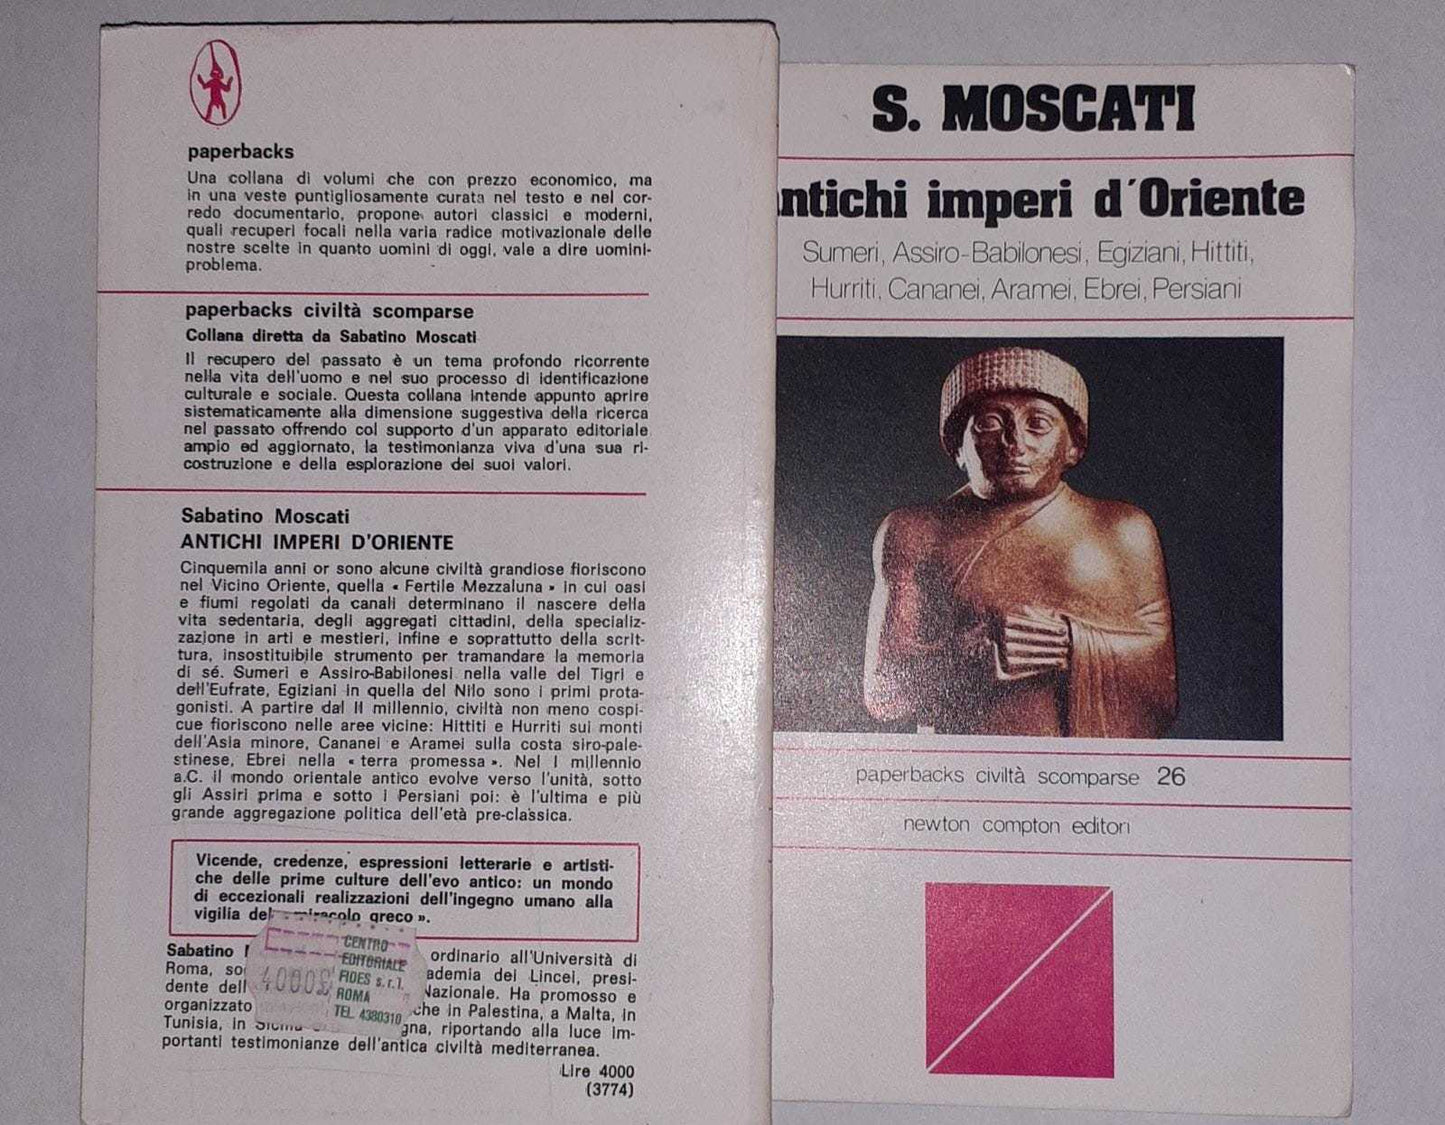 paperbacks
Una collana di volumi che con prezzo economico, ma
in una veste puntigliosamente curata nel testo e nel cor-
redo documentario, propone autori classici e moderni,
quali recuperi focali nella varia radice motivazionale delle
nostre scelte in quanto uomini di oggi, vale a dire uomini-
problema.
paperbacks civiltà scomparse
Collana diretta da Sabatino Moscati
Il recupero del passato è un tema profondo ricorrente
nella vita dell'uomo e nel suo processo di identificazione
culturale e sociale. Questa collana intende appunto aprire
sistematicamente alla dimensione suggestiva della ricerca
nel passato offrendo col supporto d'un apparato editoriale
ampio ed aggiornato, la testimonianza viva d'una sua ri-
costruzione e della esplorazione dei suoi valori.
Sabatino Moscati
ANTICHI IMPERI D'ORIENTE
Cinquemila anni or sono alcune civiltà grandiose fioriscono
nel Vicino Oriente, quella « Fertile Mezzaluna » in cui oasi
e fiumi regolati da canali determinano il nascere della
vita sedentaria, degli aggregati cittadini, della specializ-
zazione in arti e mestieri, infine e soprattutto della scrit-
tura, insostituibile strumento per tramandare la memoria
di sé. Sumeri e Assiro-Babilonesi nella valle del Tigri e
dell'Eufrate, Egiziani in quella del Nilo sono i primi prota-
gonisti. A partire dal II millennio, civiltà non meno cospi-
cue fioriscono nelle aree vicine: Hittiti e Hurriti sui monti
dell'Asia minore, Cananei e Aramei sulla costa siro-pale-
stinese, Ebrei nella « terra promessa ». Nel I millennio
a.C. il mondo orientale antico evolve verso l'unità, sotto
gli Assiri prima e sotto i Persiani poi: è l'ultima e più
grande aggregazione politica dell'età pre-classica.
Vicende, credenze, espressioni letterarie e artisti-
che delle prime culture dell'evo antico: un mondo
di eccezionali realizzazioni dell'ingegno umano alla
vigilia del « miracolo greco ».
Sabatino ordinario all'Università di
Roma, dei Lincei, presi-
dente Nazionale. Ha promosso e
organizzato in Palestina, a Malta, in
Tunisia, in riportando alla luce im-
portanti testimonianze dell'antica civiltà mediterranea.
Lire 4000
(3774)
4000£
CENTRO
EDITORIALE
FIDES s.r.l.
ROMA
TEL. 4380310
S. MOSCATI
antichi imperi d'Oriente
Sumeri, Assiro-Babilonesi, Egiziani, Hittiti,
Hurriti, Cananei, Aramei, Ebrei, Persiani
paperbacks civiltà scomparse 26
newton compton editori